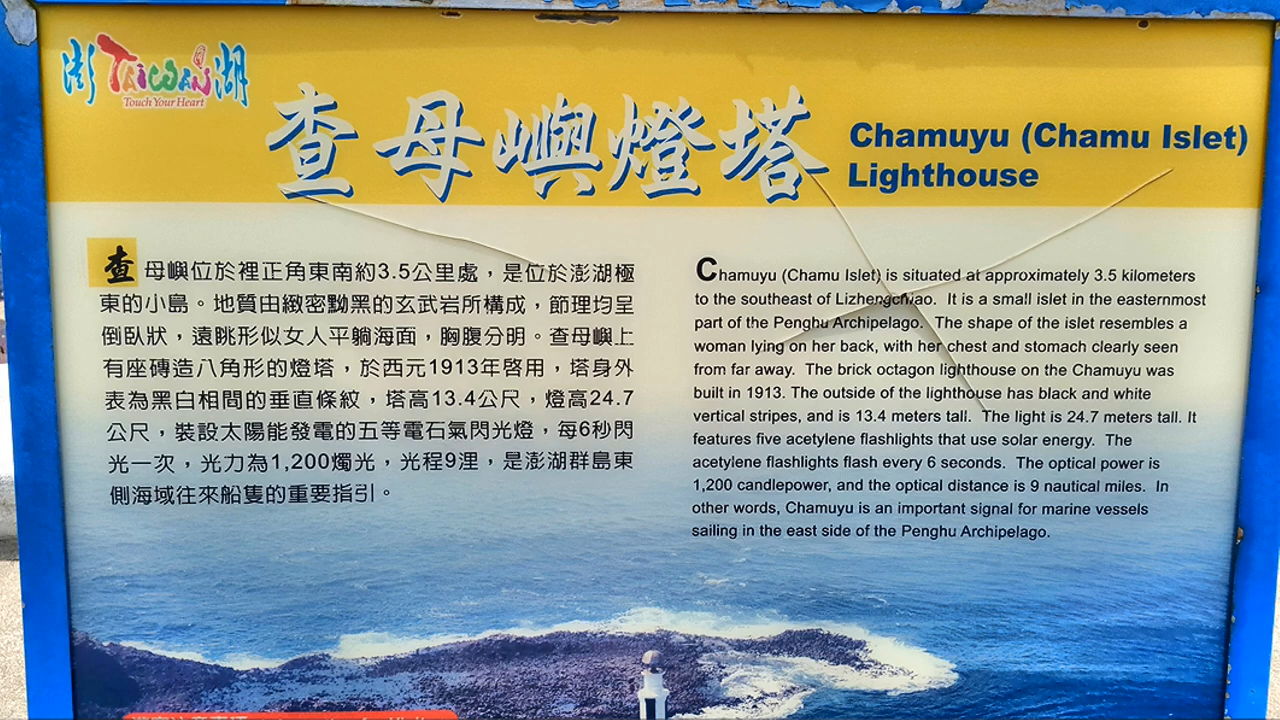 澎 TAIWAN 湖
Touch Your Heart
查母嶼燈塔
Chamuyu (Chamu Islet)
Lighthouse
查母嶼位於裡正角東南約3.5公里處，是位於澎湖極
東的小島。地質由緻密黝黑的玄武岩所構成，節理均呈
倒臥狀，遠眺形似女人平躺海面，胸腹分明。查母嶼上
有座磚造八角形的燈塔，於西元1913年啓用，塔身外
表為黑白相間的垂直條紋，塔高13.4公尺，燈高24.7
公尺，裝設太陽能發電的五等電石氣閃光燈，每6秒閃
光一次，光力為1,200燭光，光程9浬，是澎湖群島東
側海域往來船隻的重要指引。
Chamuyu (Chamu Islet) is situated at approximately 3.5 kilometers
to the southeast of Lizhengchiao. It is a small islet in the easternmost
part of the Penghu Archipelago. The shape of the islet resembles a
woman lying on her back, with her chest and stomach clearly seen
from far away. The brick octagon lighthouse on the Chamuyu was
built in 1913. The outside of the lighthouse has black and white
vertical stripes, and is 13.4 meters tall. The light is 24.7 meters tall. It
features five acetylene flashlights that use solar energy. The
acetylene flashlights flash every 6 seconds. The optical power is
1,200 candlepower, and the optical distance is 9 nautical miles. In
other words, Chamuyu is an important signal for marine vessels
sailing in the east side of the Penghu Archipelago.